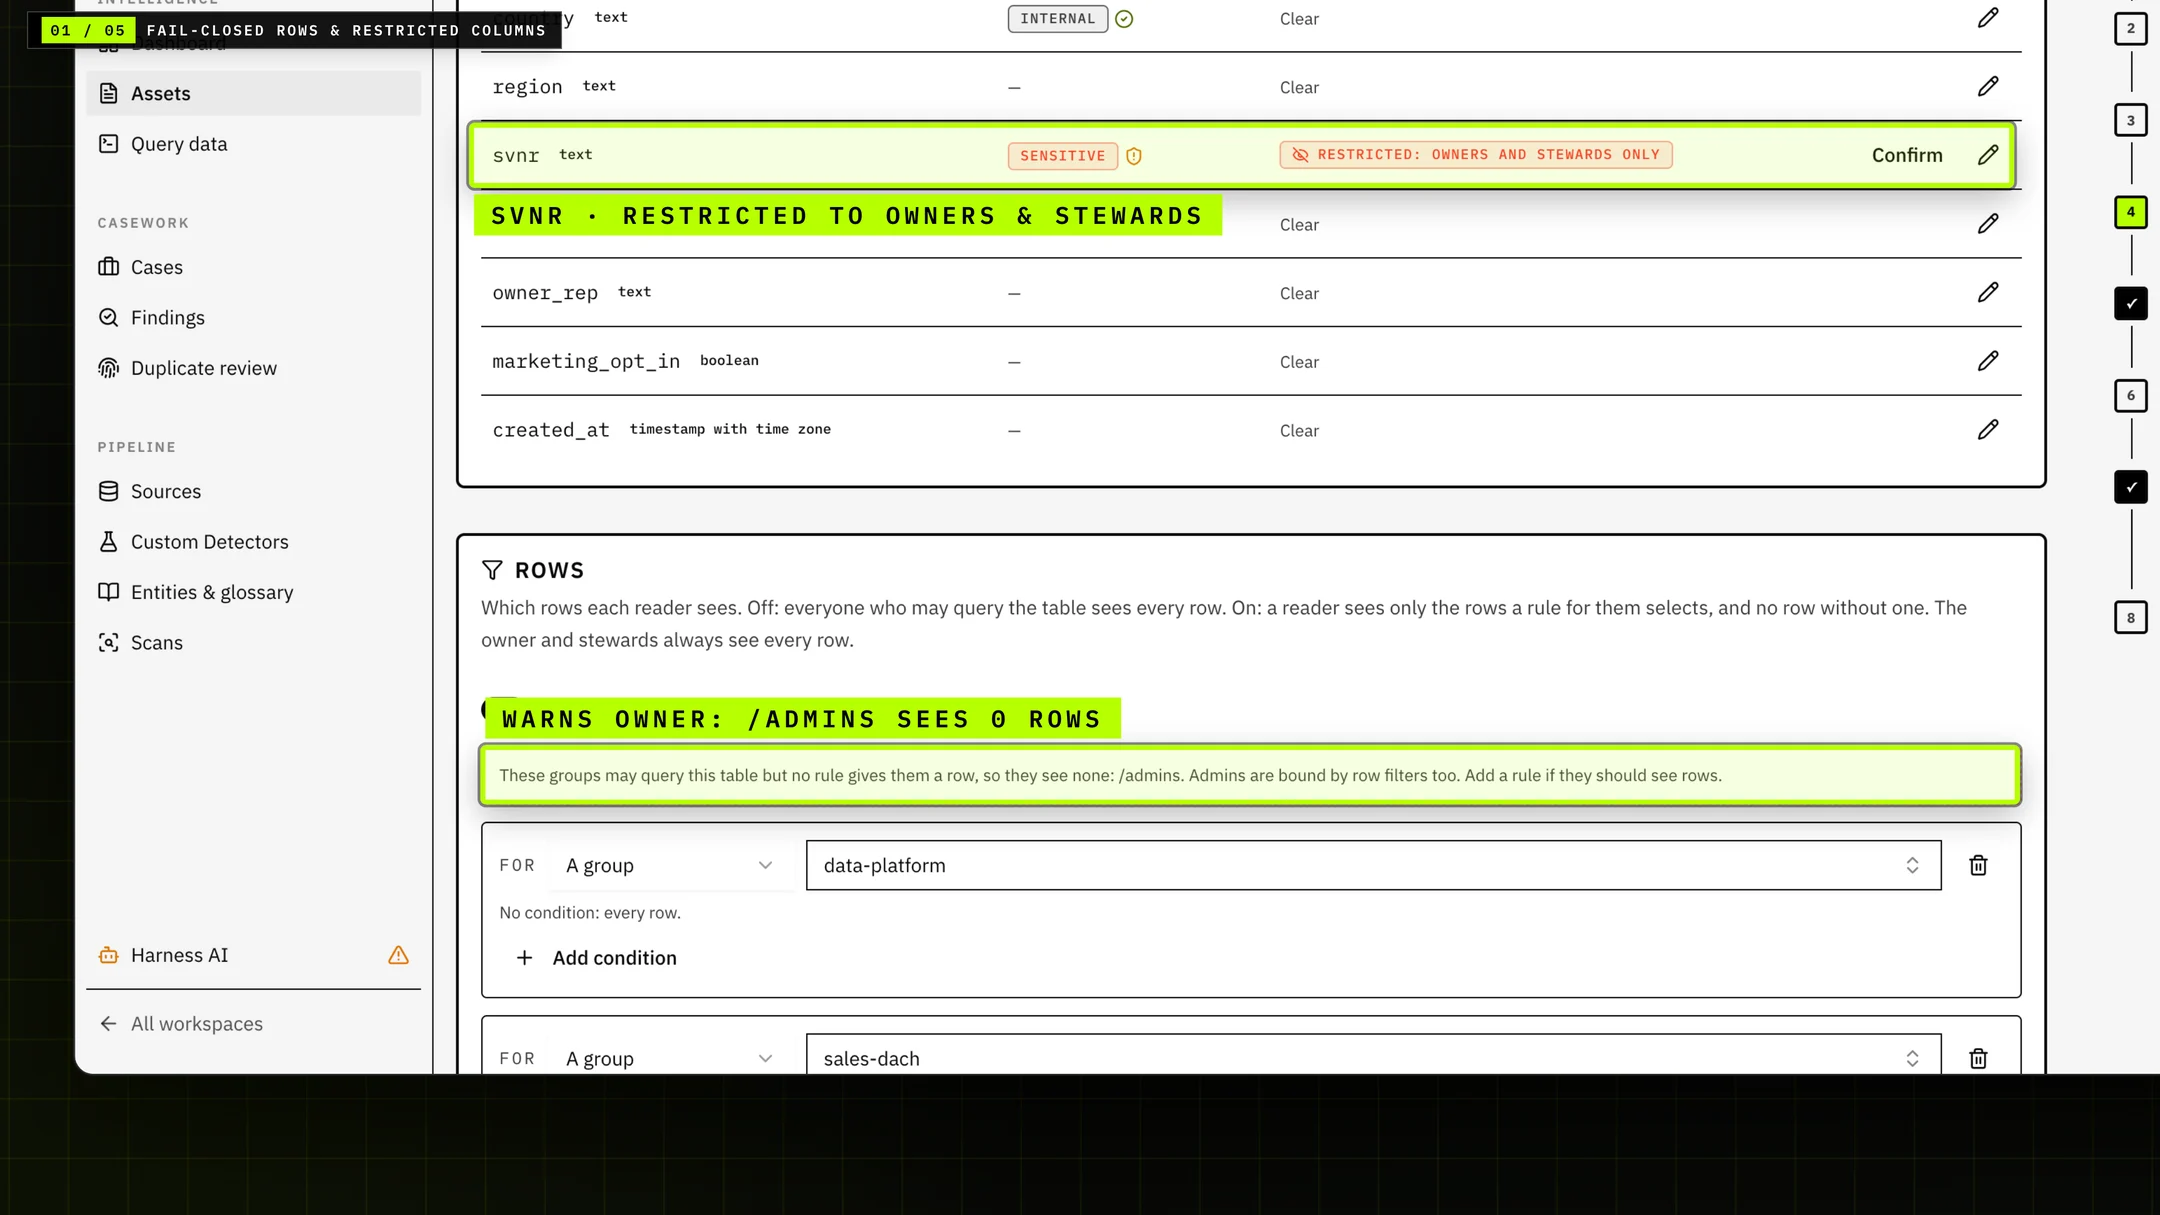 01 / 05 FAIL-CLOSED ROWS & RESTRICTED COLUMNS
Assets
Query data
CASEWORK
Cases
Findings
Duplicate review
PIPELINE
Sources
Custom Detectors
Entities & glossary
Scans
Harness AI
All workspaces
country text INTERNAL Clear
region text — Clear
svnr text SENSITIVE RESTRICTED: OWNERS AND STEWARDS ONLY Confirm
SVNR · RESTRICTED TO OWNERS & STEWARDS
Clear
owner_rep text — Clear
marketing_opt_in boolean — Clear
created_at timestamp with time zone — Clear
ROWS
Which rows each reader sees. Off: everyone who may query the table sees every row. On: a reader sees only the rows a rule for them selects, and no row without one. The
owner and stewards always see every row.
WARNS OWNER: /ADMINS SEES 0 ROWS
These groups may query this table but no rule gives them a row, so they see none: /admins. Admins are bound by row filters too. Add a rule if they should see rows.
FOR A group data-platform
No condition: every row.
+ Add condition
FOR A group sales-dach
2
3
4
✓
6
✓
8